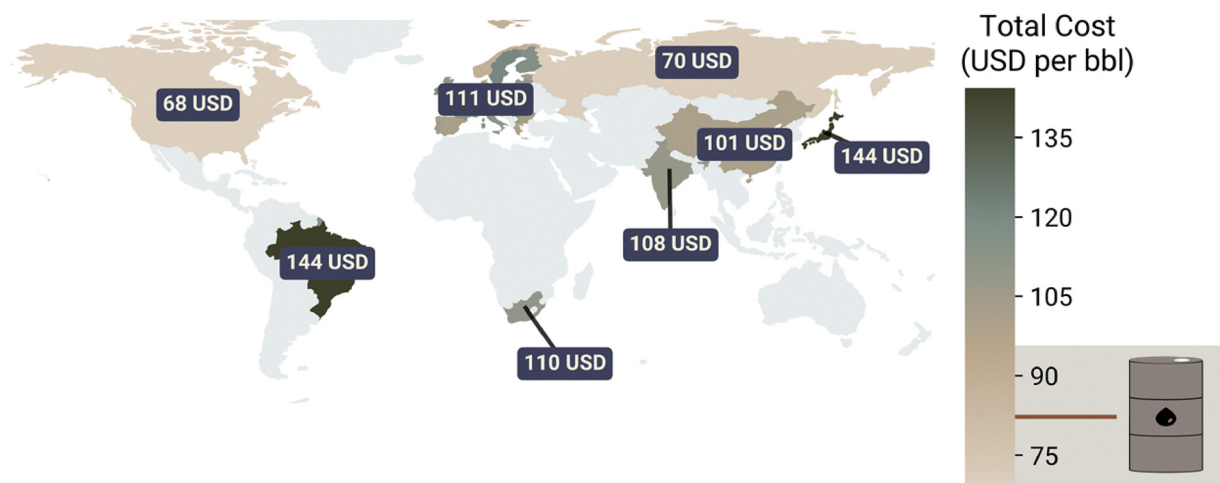 Total Cost
(USD per bbl)
68 USD
111 USD
70 USD
101 USD
144 USD
108 USD
144 USD
110 USD
135
120
105
90
75